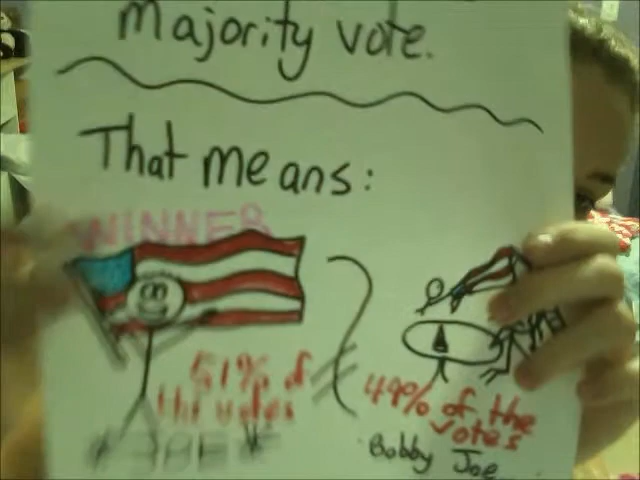 majority vote.
That means:
WINNER
51% of
the votes
49% of the
votes
Bobby Joe